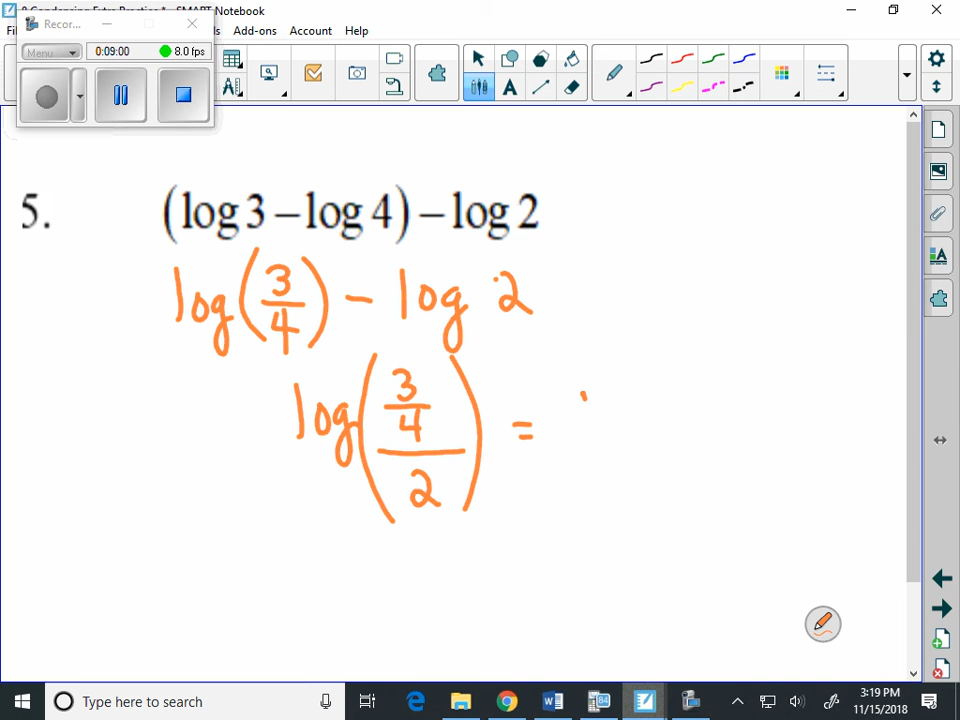 8 Condensing Extra Practice * - SMART Notebook
Recor...
Add-ons Account Help
Menu 0:09:00 8.0 fps
5. (log 3 – log 4) – log 2
log(3/4) - log 2
log((3/4)/2) =
Type here to search
3:19 PM
11/15/2018